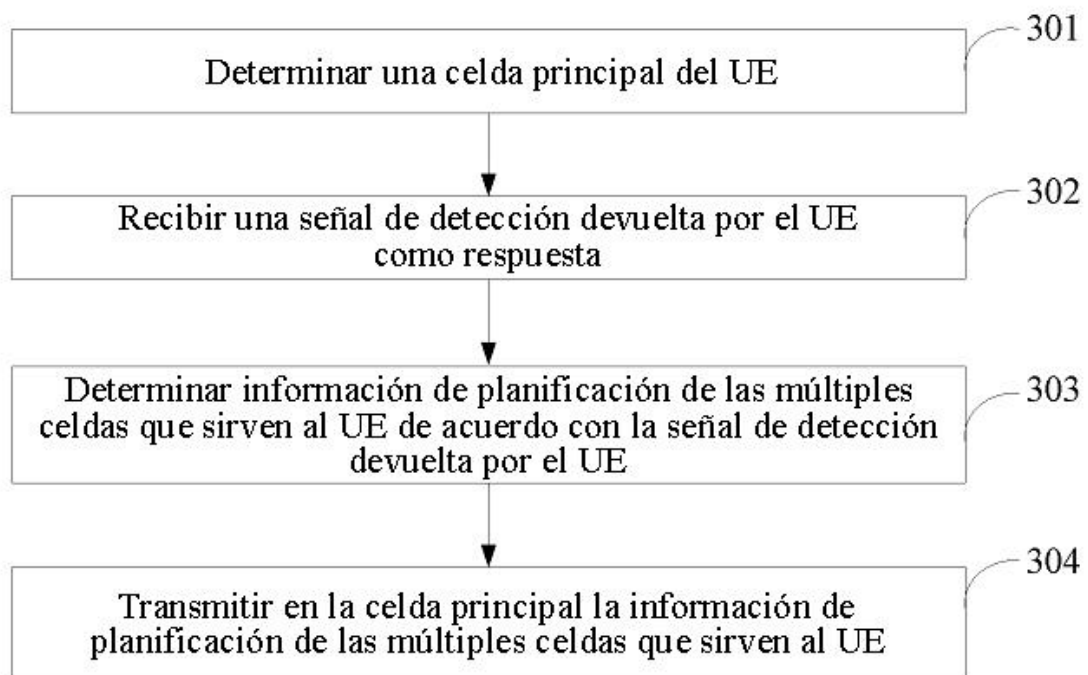 301
Determinar una celda principal del UE
302
Recibir una señal de detección devuelta por el UE
como respuesta
303
Determinar información de planificación de las múltiples
celdas que sirven al UE de acuerdo con la señal de detección
devuelta por el UE
304
Transmitir en la celda principal la información de
planificación de las múltiples celdas que sirven al UE